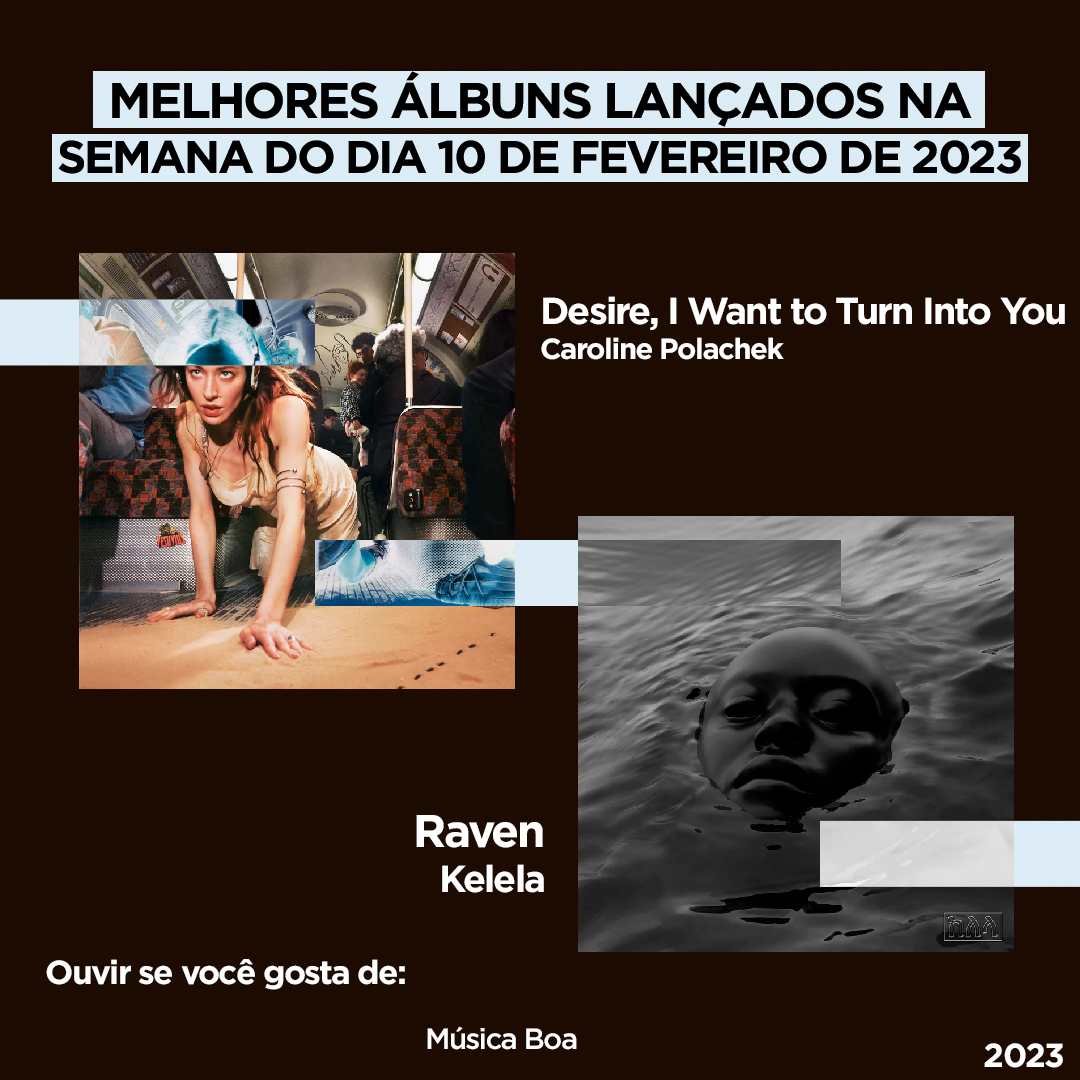 MELHORES ÁLBUNS LANÇADOS NA
SEMANA DO DIA 10 DE FEVEREIRO DE 2023
Desire, I Want to Turn Into You
Caroline Polachek
Raven
Kelela
Ouvir se você gosta de:
Música Boa
2023